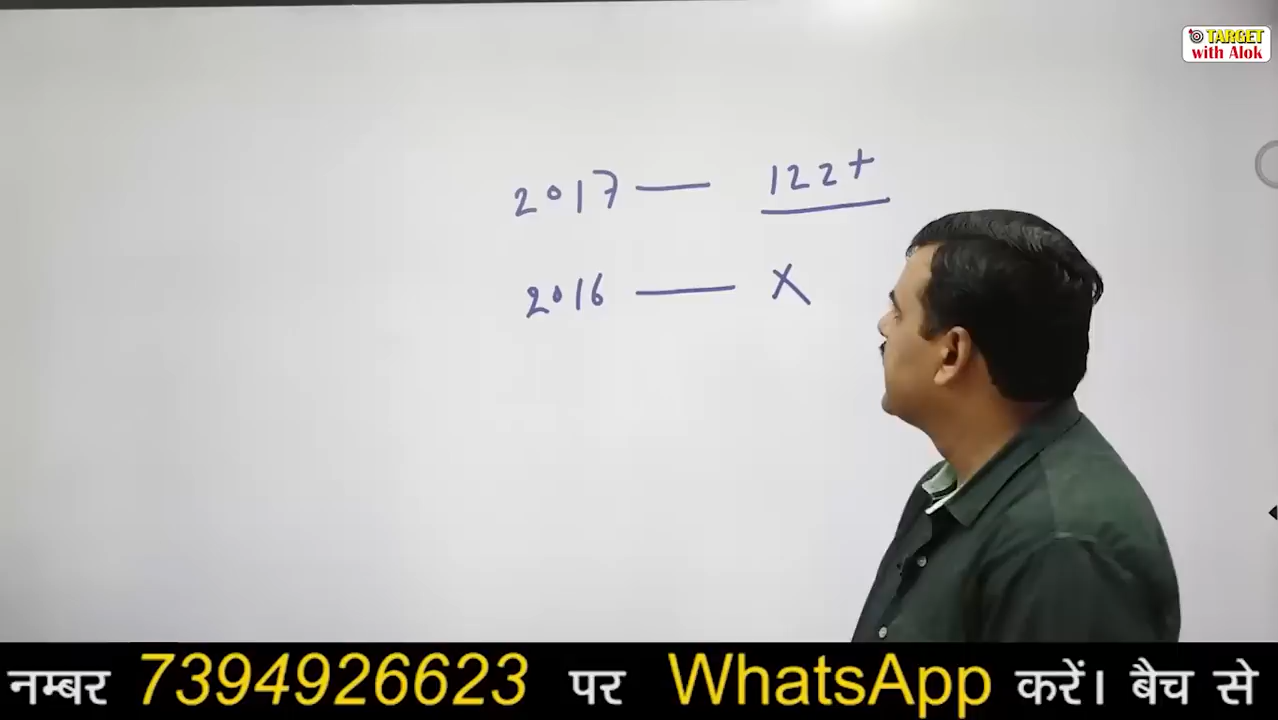 TARGET
with Alok
2017 — 122+
2016 — X
नम्बर 7394926623 पर WhatsApp करें। बैच से